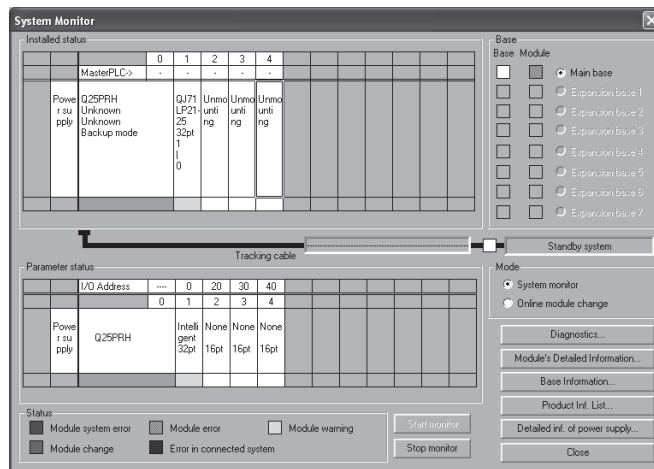 System Monitor
Installed status
0 1 2 3 4
MasterPLC-> - - - - -
Powe
r su
pply
Q25PRH
Unknown
Unknown
Backup mode
QJ71
LP21-
25
32pt
1
|
0
Unmo
unti
ng
Unmo
unti
ng
Unmo
unti
ng
Base
Base Module
Main base
Expansion base 1
Expansion base 2
Expansion base 3
Expansion base 4
Expansion base 5
Expansion base 6
Expansion base 7
Tracking cable
Standby system
Parameter status
I/O Address ---- 0 20 30 40
0 1 2 3 4
Powe
r su
pply
Q25PRH
Intelli
gent
32pt
None
16pt
None
16pt
None
16pt
Mode
System monitor
Online module change
Diagnostics...
Module's Detailed Information...
Base Information...
Product Inf. List...
Detailed inf. of power supply...
Close
Status
Module system error
Module error
Module warning
Module change
Error in connected system
Start monitor
Stop monitor